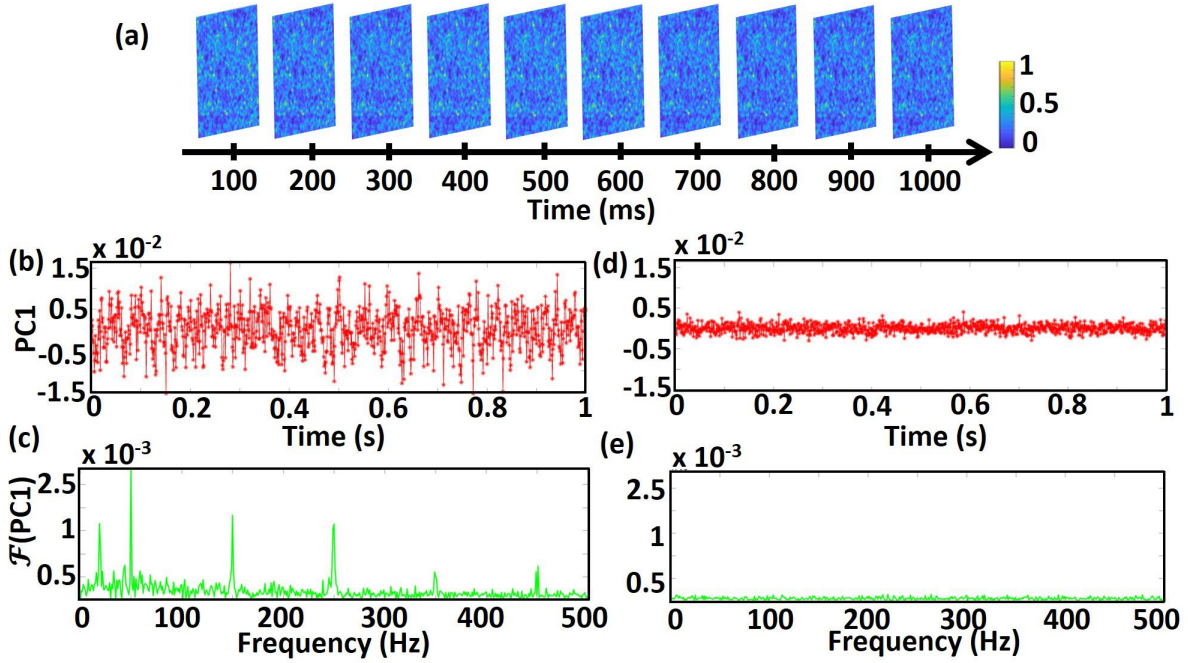 (a)
1
0.5
0
100 200 300 400 500 600 700 800 900 1000
Time (ms)
(b)
x 10-2
1.5
0.5
-0.5
-1.5
PC1
0 0.2 0.4 0.6 0.8 1
Time (s)
(d)
x 10-2
1.5
0.5
-0.5
-1.5
0 0.2 0.4 0.6 0.8 1
Time (s)
(c)
x 10-3
2.5
1
0.5
ℱ(PC1)
0 100 200 300 400 500
Frequency (Hz)
(e)
x 10-3
2.5
1
0.5
0 100 200 300 400 500
Frequency (Hz)